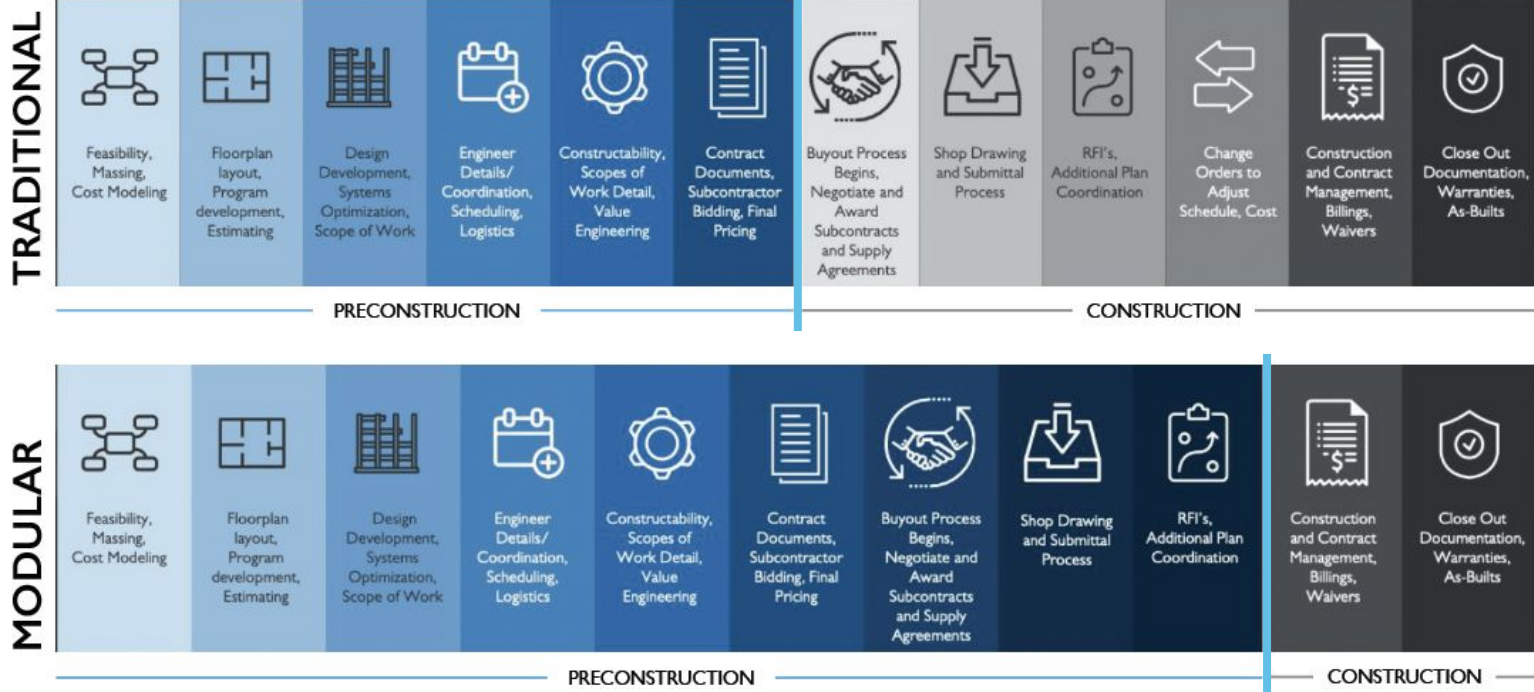 TRADITIONAL
Feasibility,
Massing,
Cost Modeling
Floorplan
layout,
Program
development,
Estimating
Design
Development,
Systems
Optimization,
Scope of Work
Engineer
Details/
Coordination,
Scheduling,
Logistics
Constructability,
Scopes of
Work Detail,
Value
Engineering
Contract
Documents,
Subcontractor
Bidding, Final
Pricing
Buyout Process
Begins,
Negotiate and
Award
Subcontracts
and Supply
Agreements
Shop Drawing
and Submittal
Process
RFI's,
Additional Plan
Coordination
Change
Orders to
Adjust
Schedule, Cost
$
Construction
and Contract
Management,
Billings,
Waivers
Close Out
Documentation,
Warranties,
As-Builts
PRECONSTRUCTION
CONSTRUCTION
MODULAR
Feasibility,
Massing,
Cost Modeling
Floorplan
layout,
Program
development,
Estimating
Design
Development,
Systems
Optimization,
Scope of Work
Engineer
Details/
Coordination,
Scheduling,
Logistics
Constructability,
Scopes of
Work Detail,
Value
Engineering
Contract
Documents,
Subcontractor
Bidding, Final
Pricing
Buyout Process
Begins,
Negotiate and
Award
Subcontracts
and Supply
Agreements
Shop Drawing
and Submittal
Process
RFI's,
Additional Plan
Coordination
$
Construction
and Contract
Management,
Billings,
Waivers
Close Out
Documentation,
Warranties,
As-Builts
PRECONSTRUCTION
CONSTRUCTION